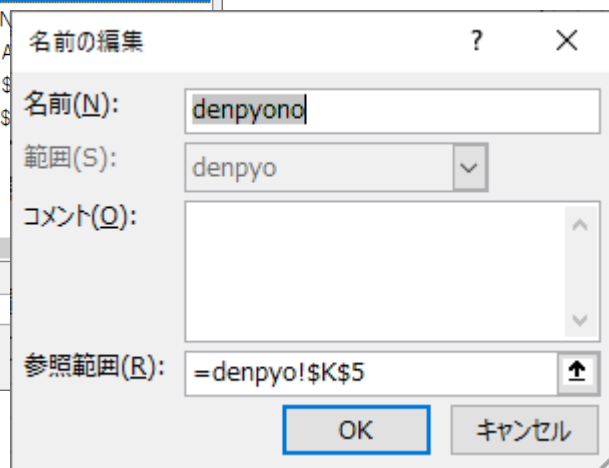 名前の編集
?
名前(N):
denpyono
範囲(S):
denpyo
コメント(O):
参照範囲(R):
=denpyo!$K$5
OK
キャンセル